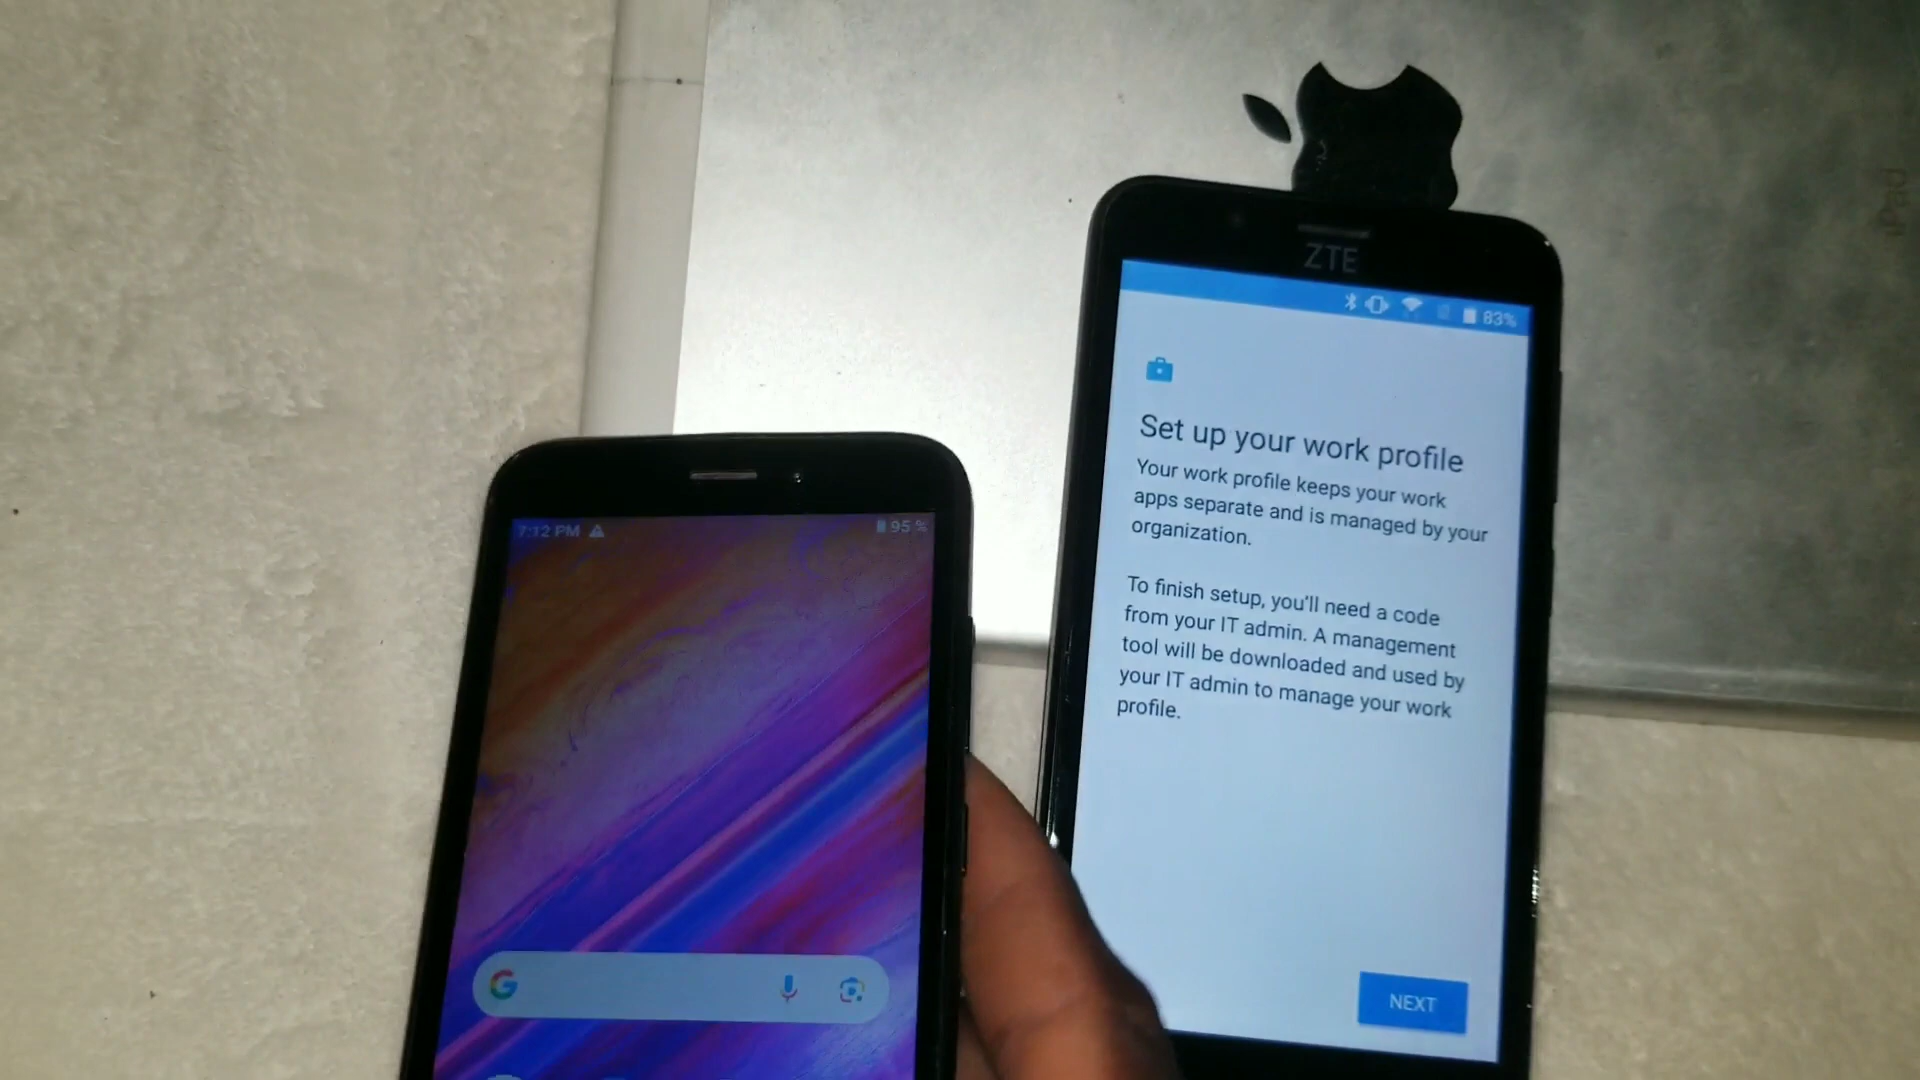 7:12 PM
95 %
ZTE
83%
Set up your work profile
Your work profile keeps your work
apps separate and is managed by your
organization.
To finish setup, you'll need a code
from your IT admin. A management
tool will be downloaded and used by
your IT admin to manage your work
profile.
NEXT
iPad